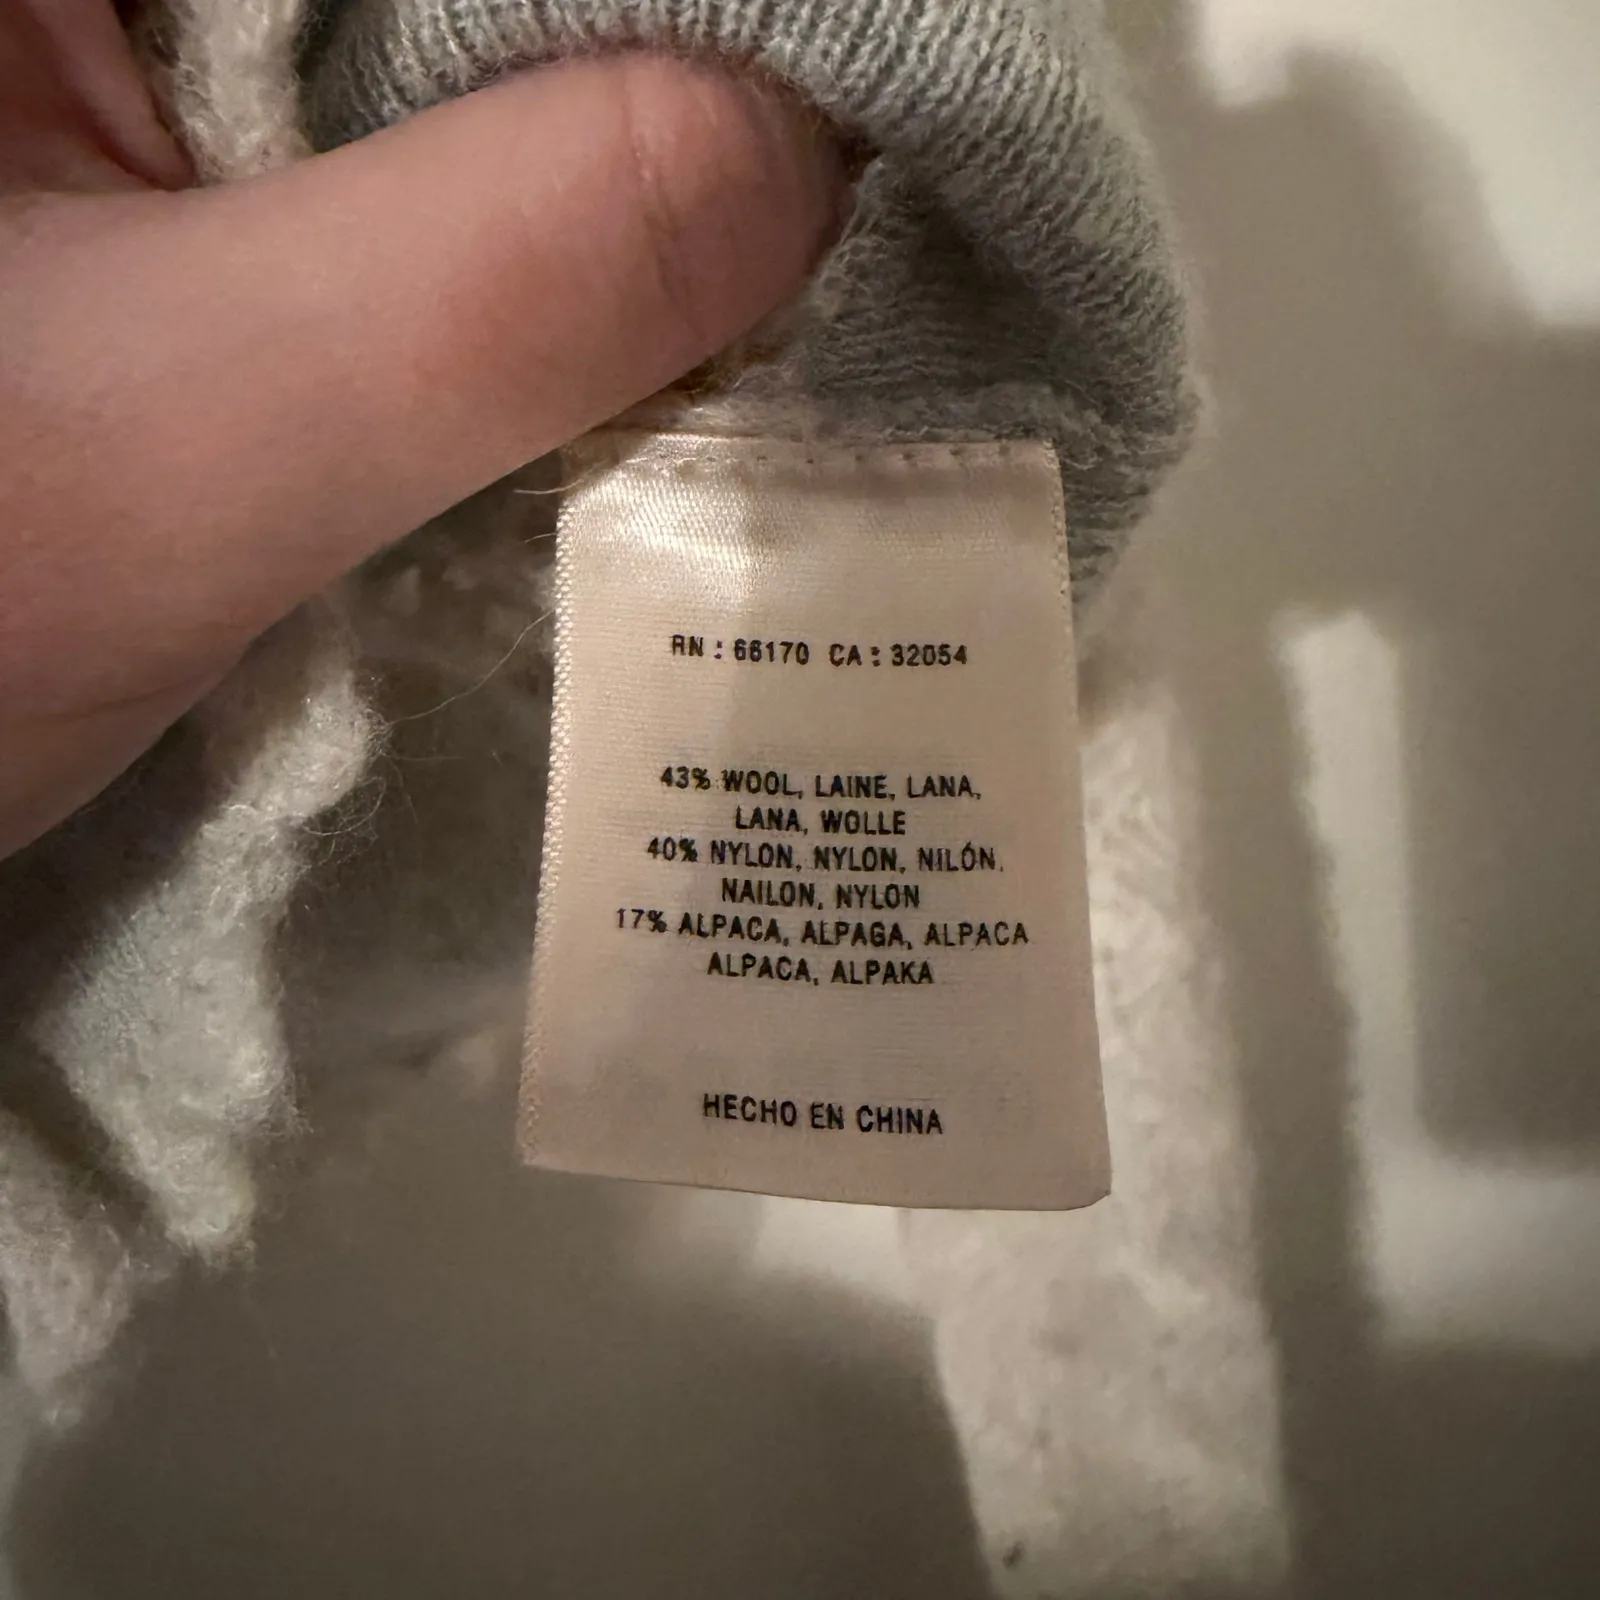 RN : 66170 CA : 32054
43% WOOL, LAINE, LANA,
LANA, WOLLE
40% NYLON, NYLON, NILÓN,
NAILON, NYLON
17% ALPACA, ALPAGA, ALPACA
ALPACA, ALPAKA
HECHO EN CHINA